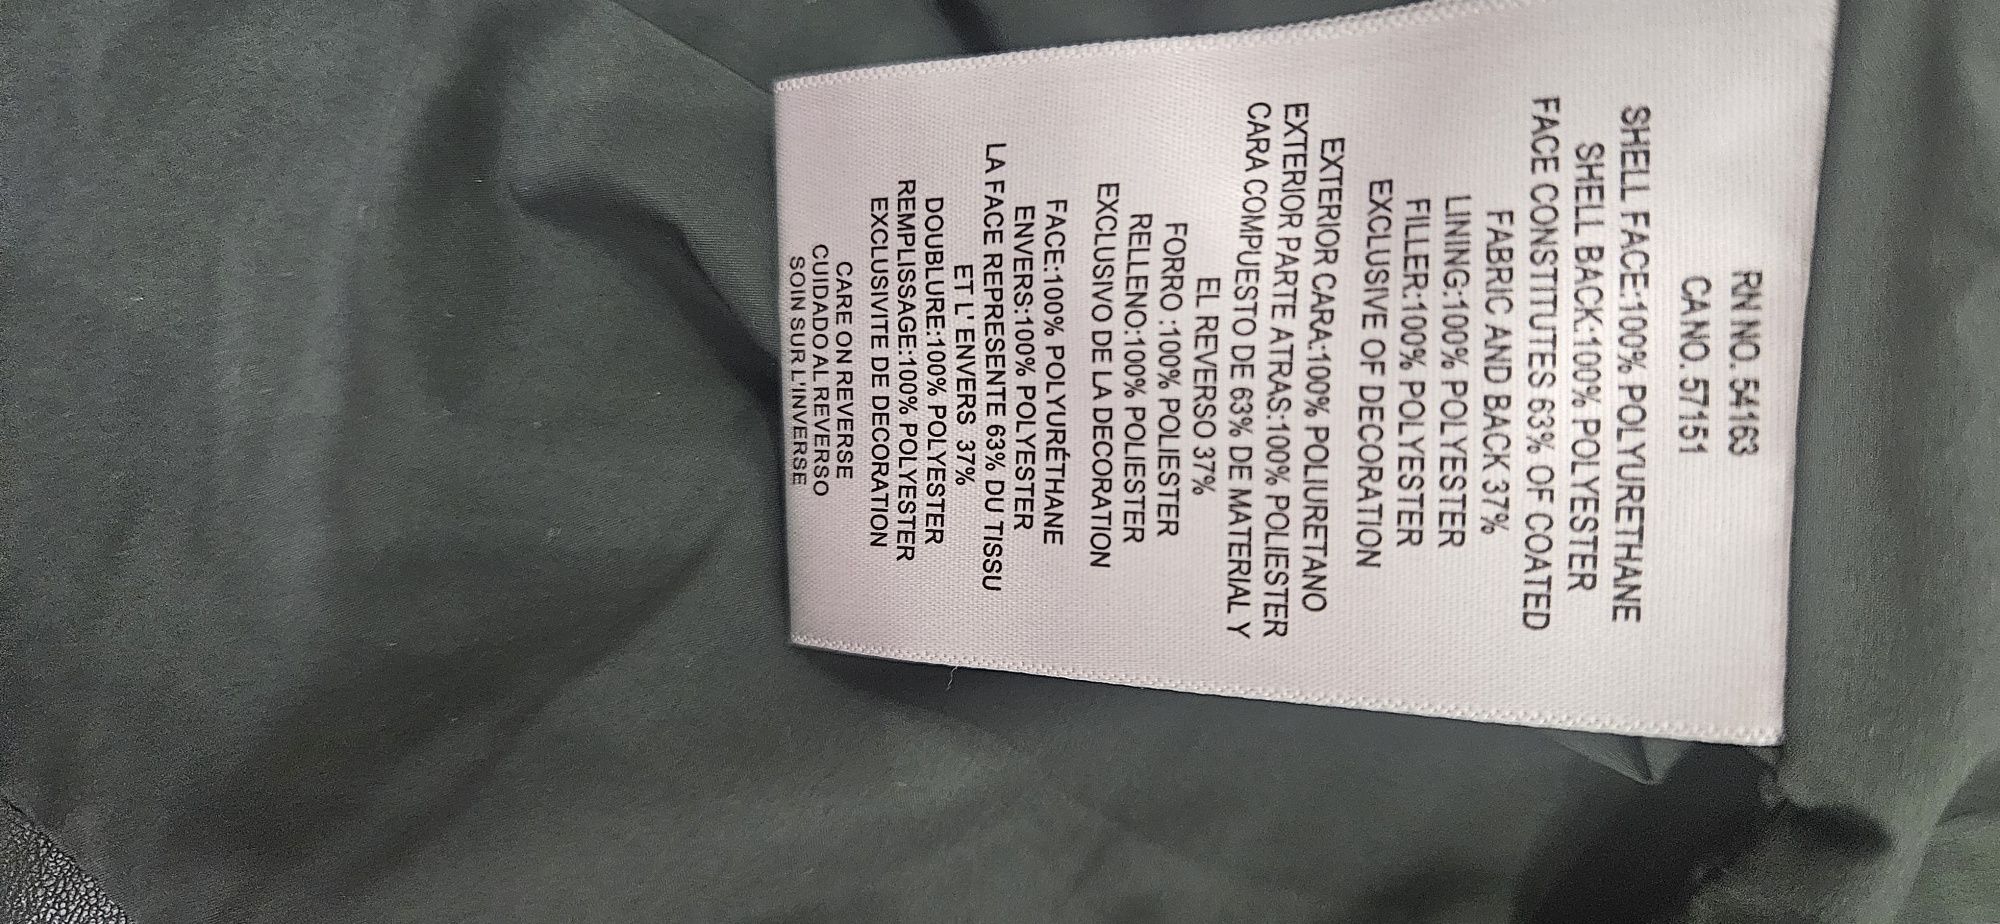 RN NO. 54163
CA NO. 57151
SHELL FACE:100% POLYURETHANE
SHELL BACK:100% POLYESTER
FACE CONSTITUTES 63% OF COATED
FABRIC AND BACK 37%
LINING:100% POLYESTER
FILLER:100% POLYESTER
EXCLUSIVE OF DECORATION
EXTERIOR CARA:100% POLIURETANO
EXTERIOR PARTE ATRAS:100% POLIESTER
CARA COMPUESTO DE 63% DE MATERIAL Y
EL REVERSO 37%
FORRO :100% POLIESTER
RELLENO:100% POLIESTER
EXCLUSIVO DE LA DECORATION
FACE:100% POLYURÉTHANE
ENVERS:100% POLYESTER
LA FACE REPRESENTE 63% DU TISSU
ET L' ENVERS 37%
DOUBLURE:100% POLYESTER
REMPLISSAGE:100% POLYESTER
EXCLUSIVITE DE DECORATION
CARE ON REVERSE
CUIDADO AL REVERSO
SOIN SUR L'INVERSE